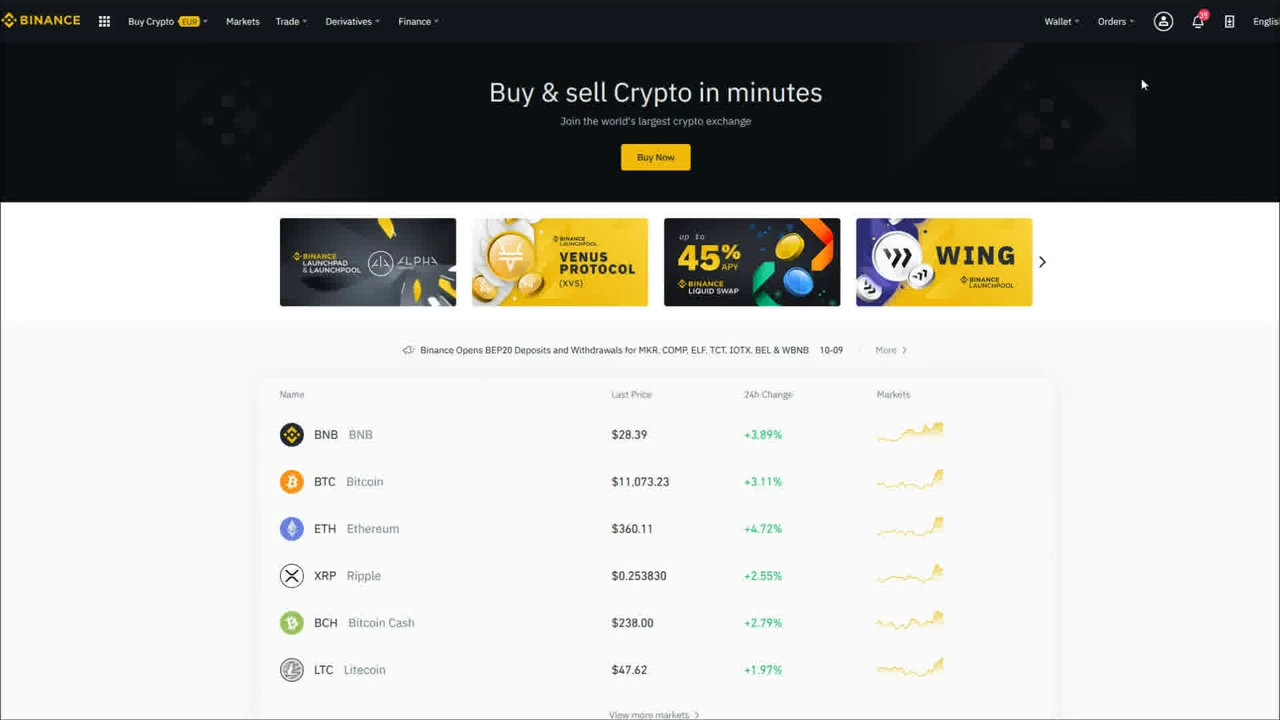 BINANCE
Buy Crypto EUR Markets Trade Derivatives Finance
Wallet Orders 35 Englis
Buy & sell Crypto in minutes
Join the world's largest crypto exchange
Buy Now
BINANCE
LAUNCHPAD
& LAUNCHPOOL
ALPHA
BINANCE
LAUNCHPOOL
VENUS
PROTOCOL
(XVS)
up to
45% APY
BINANCE
LIQUID SWAP
WING
BINANCE
LAUNCHPOOL
Binance Opens BEP20 Deposits and Withdrawals for MKR, COMP, ELF, TCT, IOTX, BEL & WBNB 10-09 More
Name Last Price 24h Change Markets
BNB BNB $28.39 +3.89%
BTC Bitcoin $11,073.23 +3.11%
ETH Ethereum $360.11 +4.72%
XRP Ripple $0.253830 +2.55%
BCH Bitcoin Cash $238.00 +2.79%
LTC Litecoin $47.62 +1.97%
View more markets